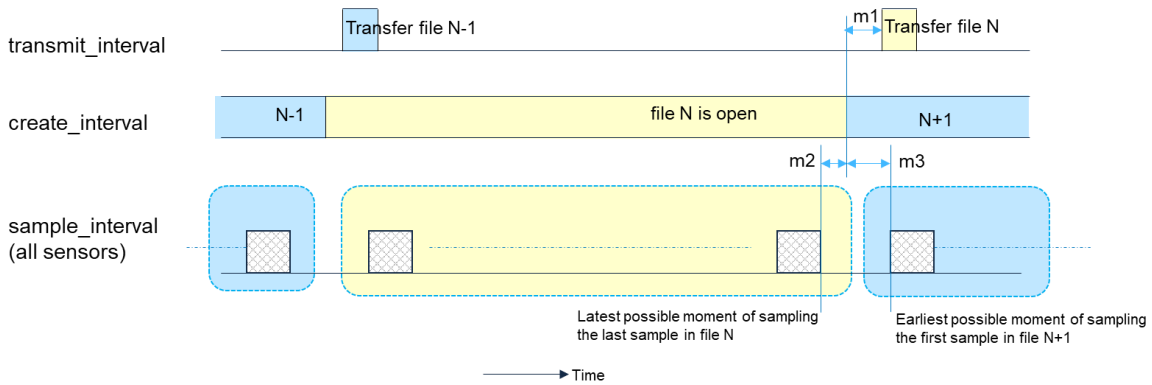 m1
Transfer file N-1
Transfer file N
transmit_interval
N-1
file N is open
N+1
create_interval
m2
m3
sample_interval
(all sensors)
Latest possible moment of sampling
the last sample in file N
Earliest possible moment of sampling
the first sample in file N+1
Time